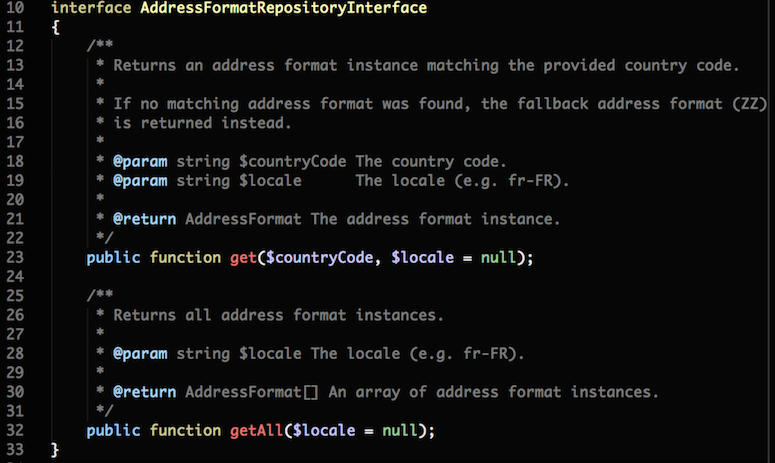 10 interface AddressFormatRepositoryInterface
11 {
12     /**
13      * Returns an address format instance matching the provided country code.
14      *
15      * If no matching address format was found, the fallback address format (ZZ)
16      * is returned instead.
17      *
18      * @param string $countryCode The country code.
19      * @param string $locale      The locale (e.g. fr-FR).
20      *
21      * @return AddressFormat The address format instance.
22      */
23     public function get($countryCode, $locale = null);
24
25     /**
26      * Returns all address format instances.
27      *
28      * @param string $locale The locale (e.g. fr-FR).
29      *
30      * @return AddressFormat[] An array of address format instances.
31      */
32     public function getAll($locale = null);
33 }